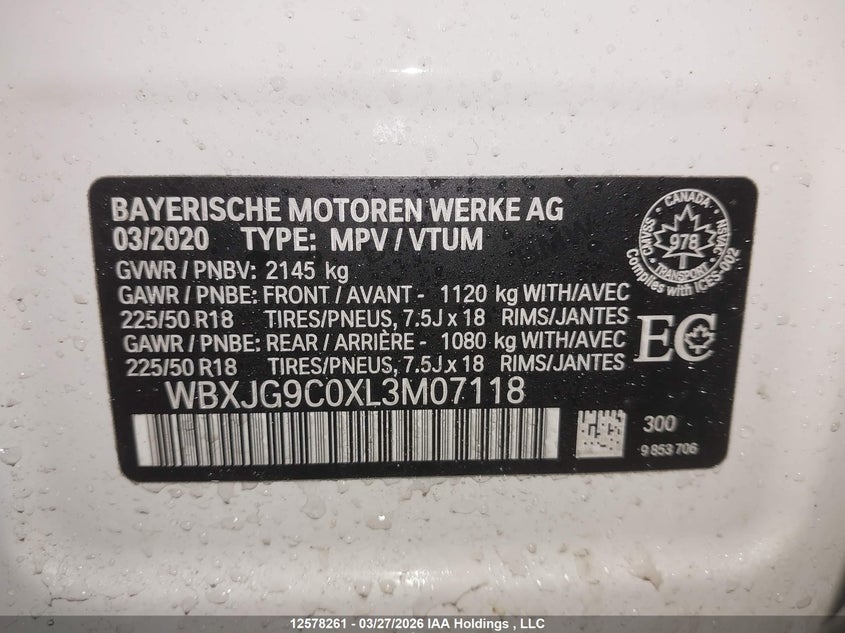 BAYERISCHE MOTOREN WERKE AG
03/2020 TYPE: MPV / VTUM
GVWR / PNBV: 2145 kg
GAWR / PNBE: FRONT / AVANT - 1120 kg WITH/AVEC
225/50 R18 TIRES/PNEUS, 7.5J x 18 RIMS/JANTES
GAWR / PNBE: REAR / ARRIÈRE - 1080 kg WITH/AVEC
225/50 R18 TIRES/PNEUS, 7.5J x 18 RIMS/JANTES
WBXJG9C0XL3M07118
CANADA
CMVSS
NSVAC
978
TRANSPORT
Complies with ICES-002
EC
300
9 853 706
12578261 - 03/27/2026 IAA Holdings , LLC